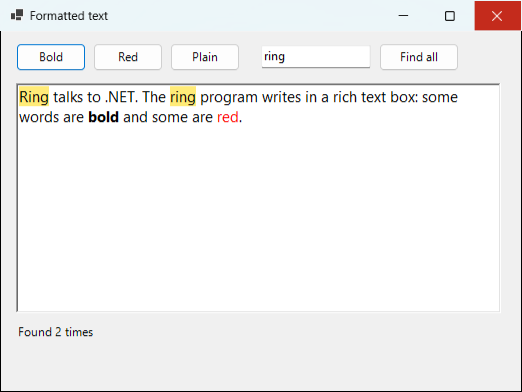 Formatted text
Bold Red Plain ring Find all
Ring talks to .NET. The ring program writes in a rich text box: some
words are bold and some are red.
Found 2 times